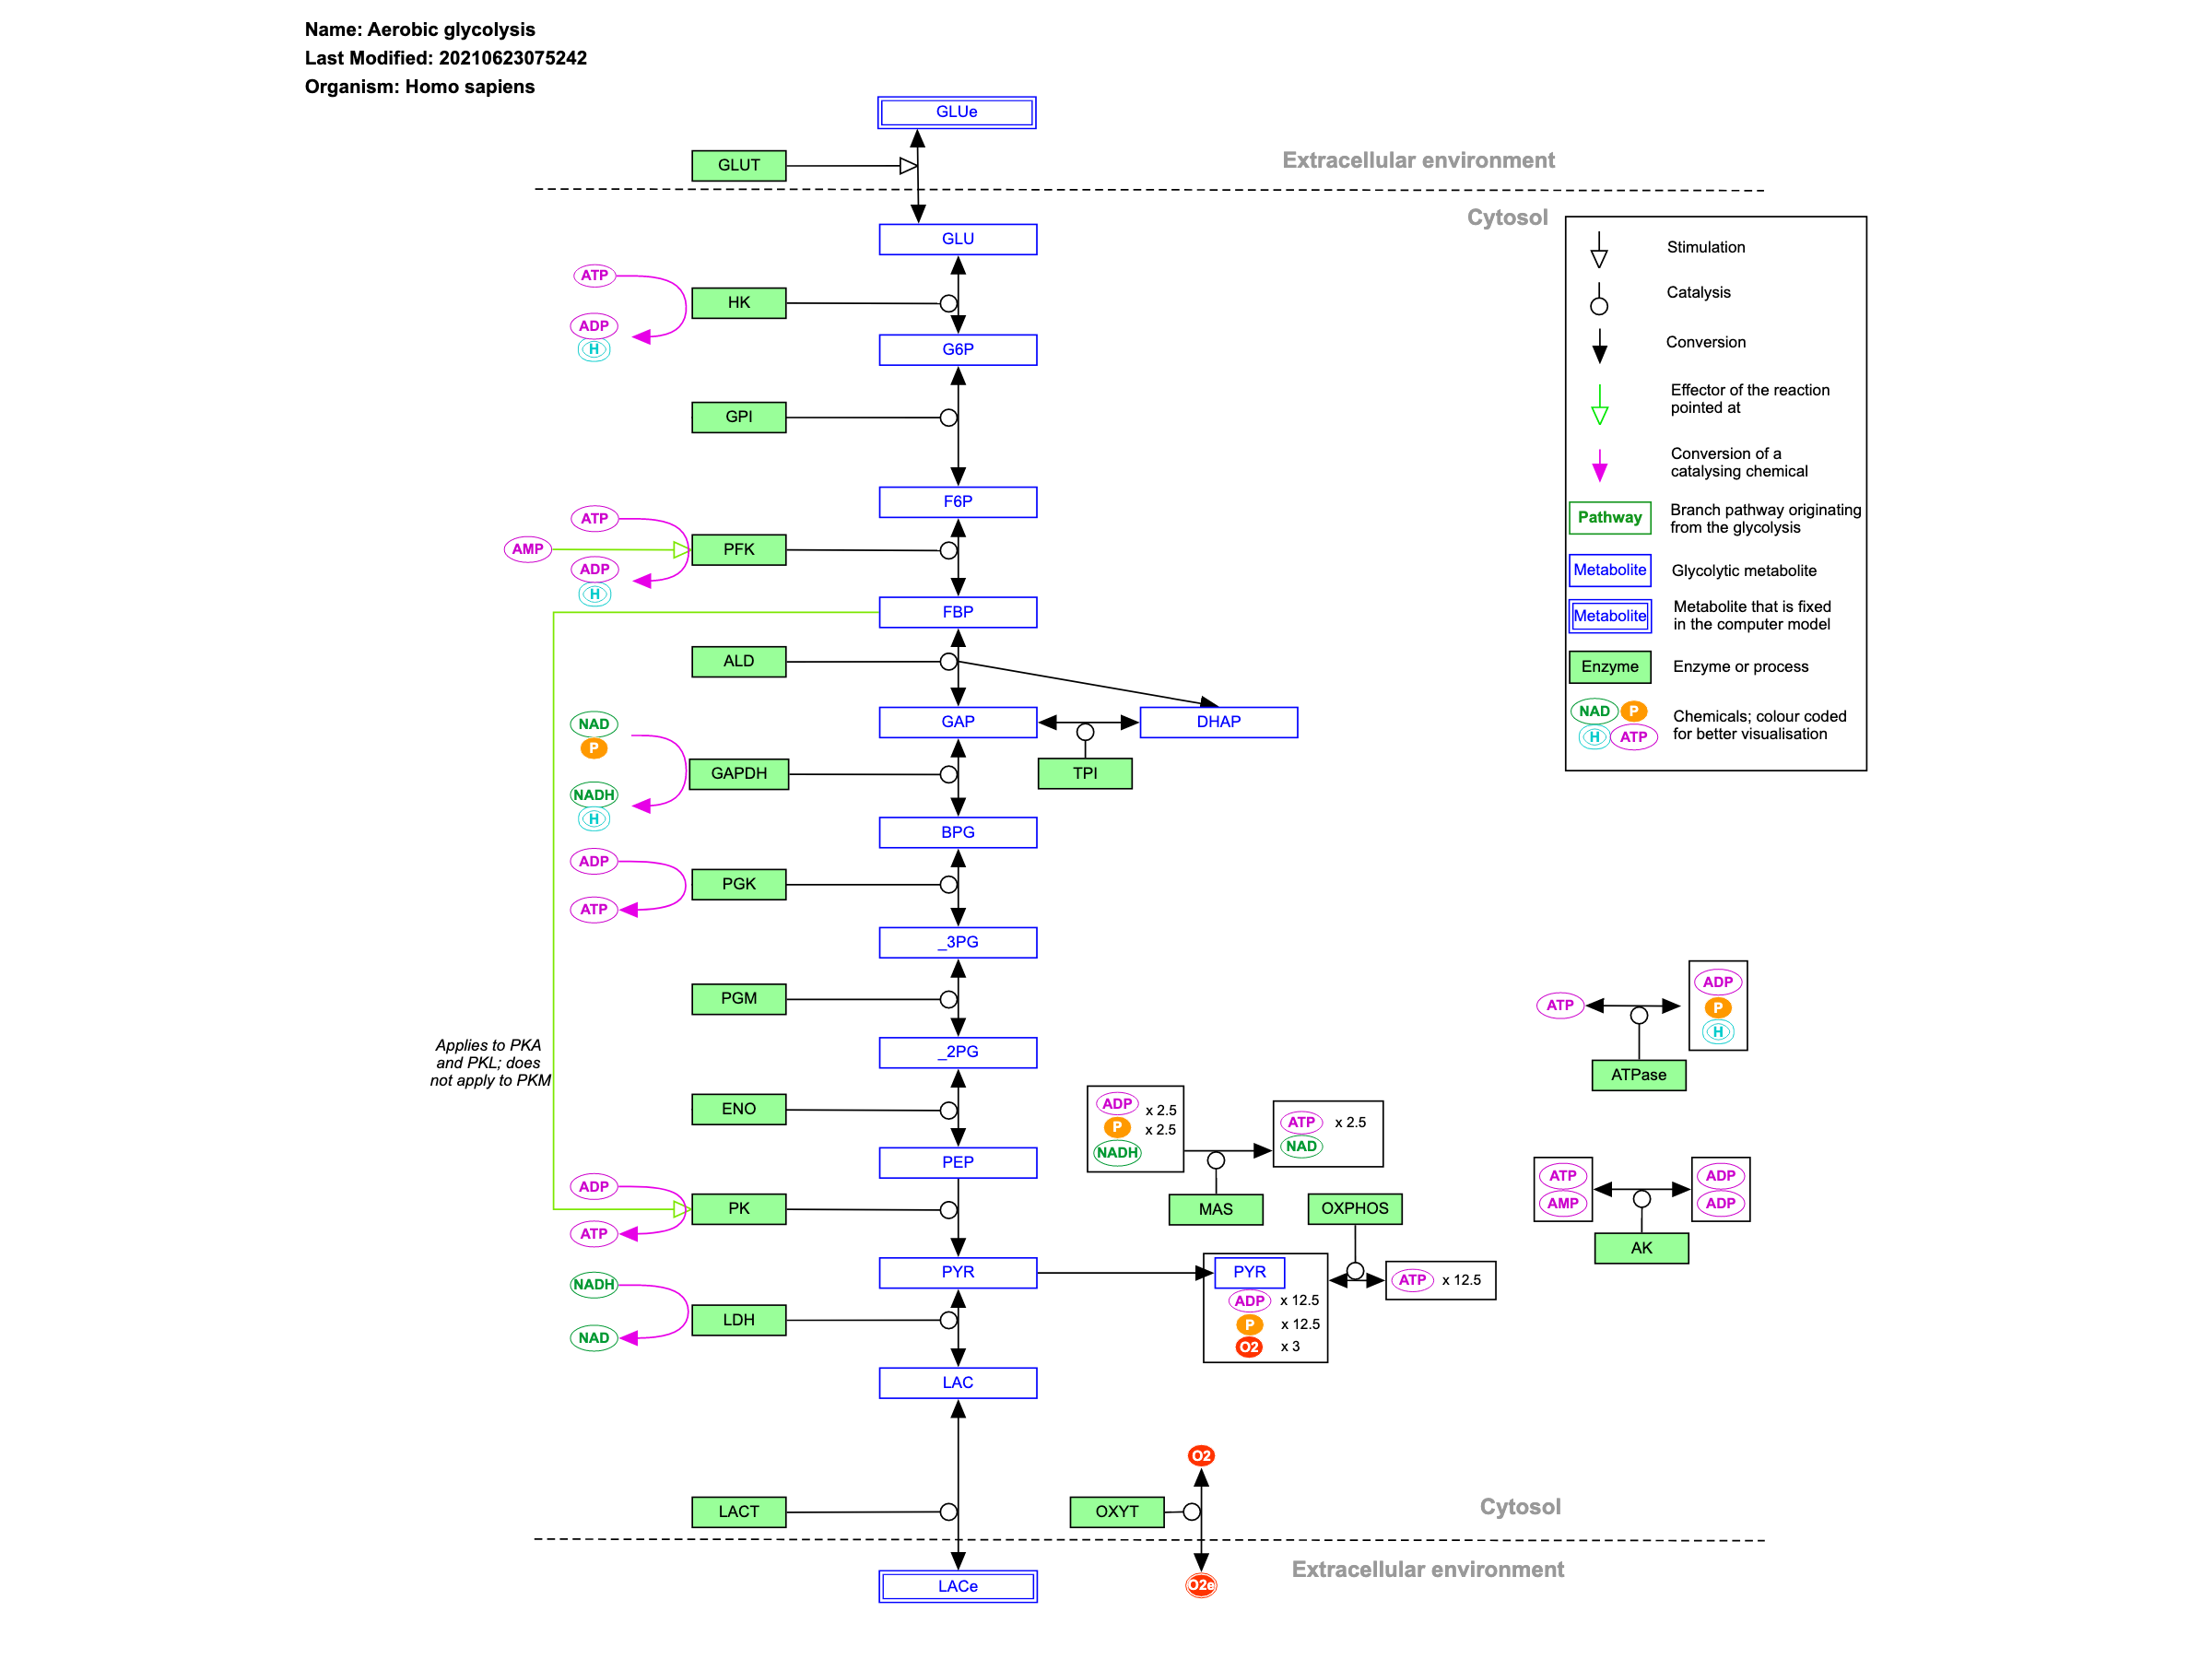 Name: Aerobic glycolysis
Last Modified: 20210623075242
Organism: Homo sapiens
GLUe
GLUT
Extracellular environment
Cytosol
GLU
ATP
HK
ADP
H
G6P
GPI
F6P
ATP
AMP
PFK
ADP
H
FBP
ALD
GAP
DHAP
NAD
P
GAPDH
TPI
NADH
H
BPG
ADP
PGK
ATP
_3PG
PGM
Applies to PKA
and PKL; does
not apply to PKM
_2PG
ENO
PEP
ADP
PK
ATP
PYR
NADH
LDH
NAD
LAC
LACT
LACe
Stimulation
Catalysis
Conversion
Effector of the reaction
pointed at
Conversion of a
catalysing chemical
Pathway
Branch pathway originating
from the glycolysis
Metabolite
Glycolytic metabolite
Metabolite
Metabolite that is fixed
in the computer model
Enzyme
Enzyme or process
NAD P
H ATP
Chemicals; colour coded
for better visualisation
ATP
ADP
P
H
ATPase
ADP x 2.5
P x 2.5
NADH
ATP x 2.5
NAD
MAS
OXPHOS
ATP
AMP
ADP
ADP
AK
PYR
ADP x 12.5
P x 12.5
O2 x 3
ATP x 12.5
O2
OXYT
O2e
Cytosol
Extracellular environment